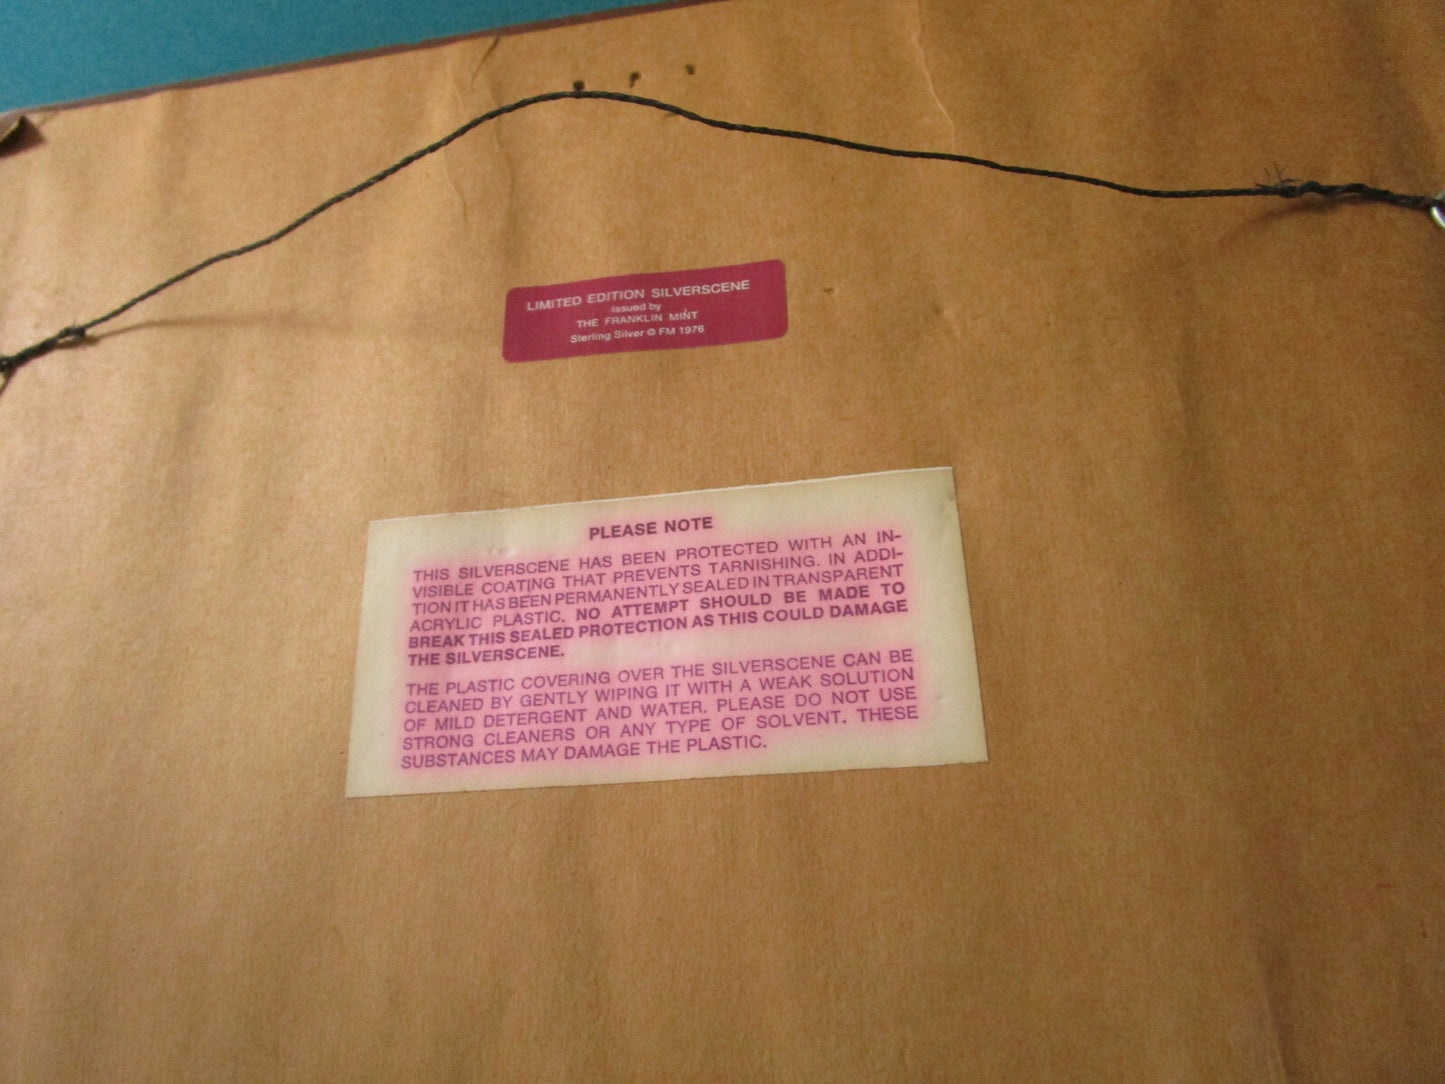 LIMITED EDITION SILVERSCENE
issued by
THE FRANKLIN MINT
Sterling Silver © FM 1976
PLEASE NOTE
THIS SILVERSCENE HAS BEEN PROTECTED WITH AN IN-
VISIBLE COATING THAT PREVENTS TARNISHING. IN ADDI-
TION IT HAS BEEN PERMANENTLY SEALED IN TRANSPARENT
ACRYLIC PLASTIC. NO ATTEMPT SHOULD BE MADE TO
BREAK THIS SEALED PROTECTION AS THIS COULD DAMAGE
THE SILVERSCENE.
THE PLASTIC COVERING OVER THE SILVERSCENE CAN BE
CLEANED BY GENTLY WIPING IT WITH A WEAK SOLUTION
OF MILD DETERGENT AND WATER. PLEASE DO NOT USE
STRONG CLEANERS OR ANY TYPE OF SOLVENT. THESE
SUBSTANCES MAY DAMAGE THE PLASTIC.